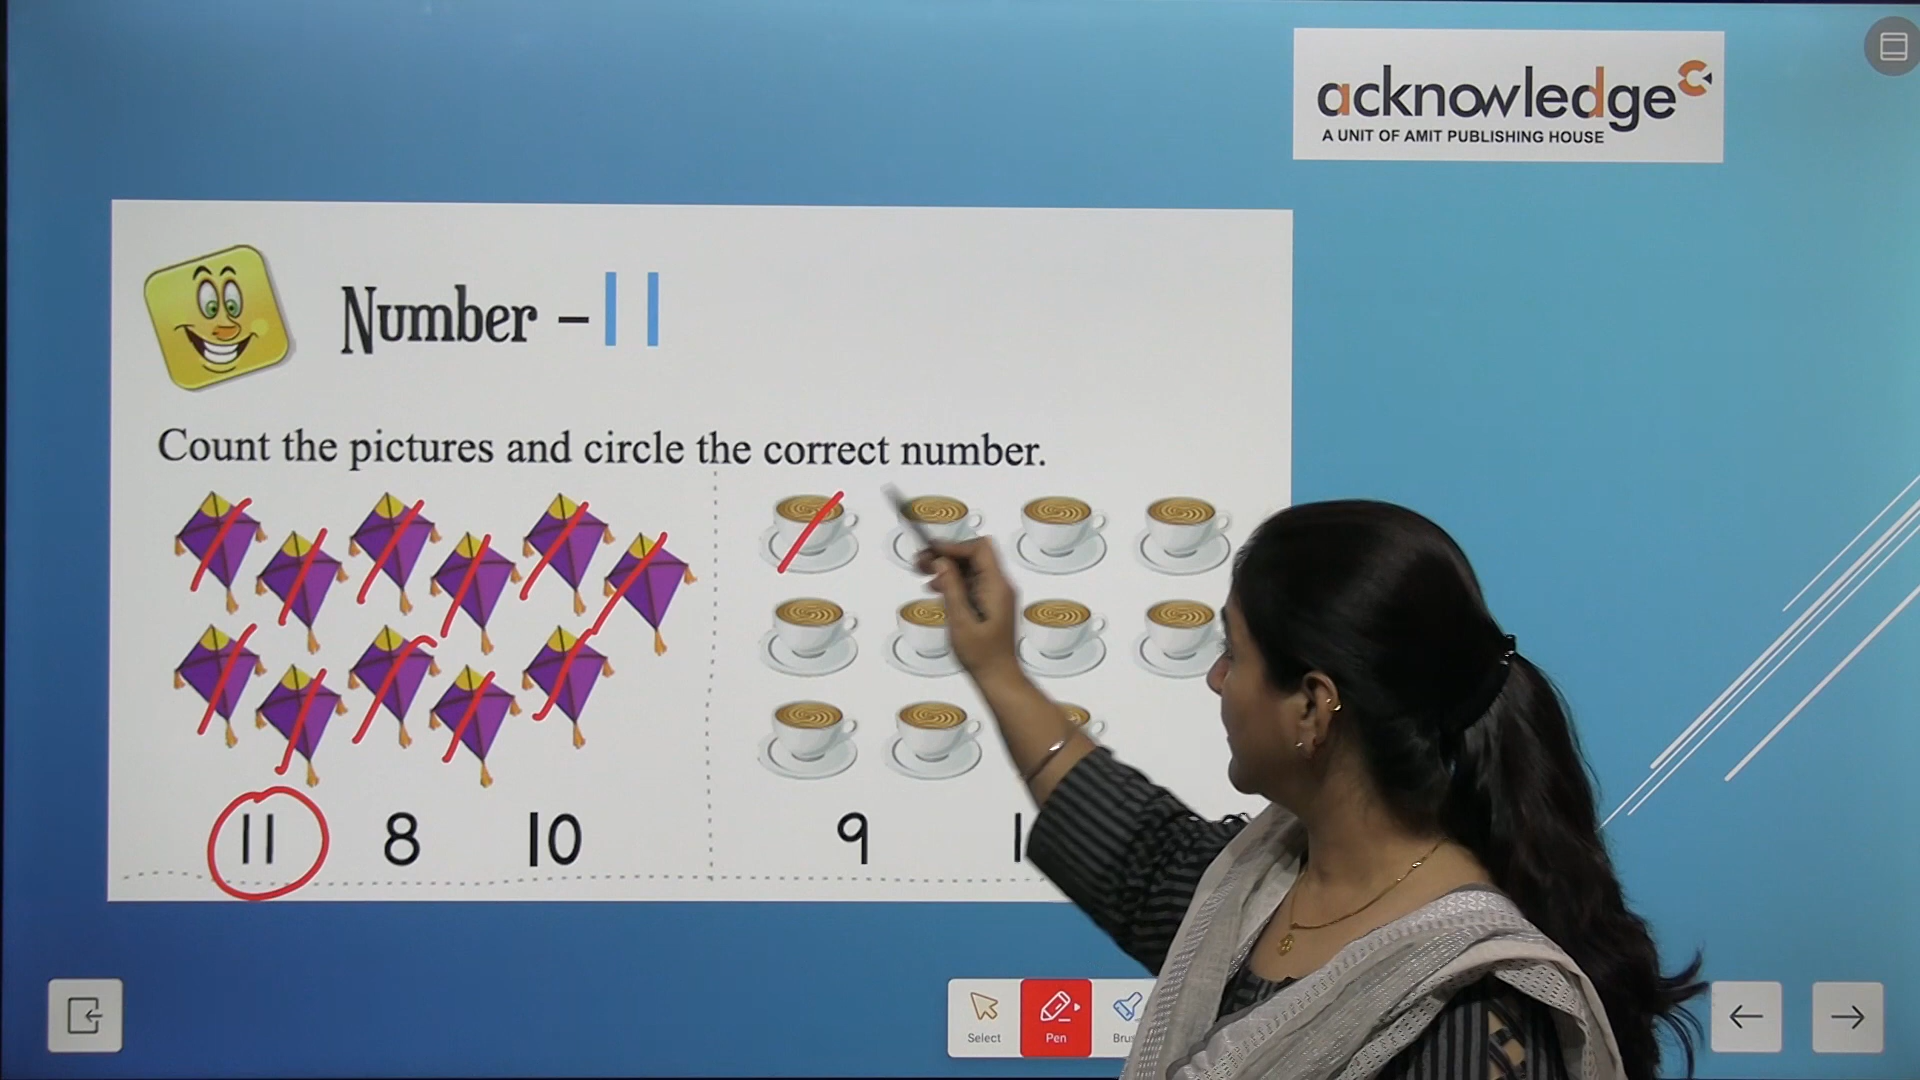 acknowledge
A UNIT OF AMIT PUBLISHING HOUSE
Number - 11
Count the pictures and circle the correct number.
11 8 10
9
Select Pen